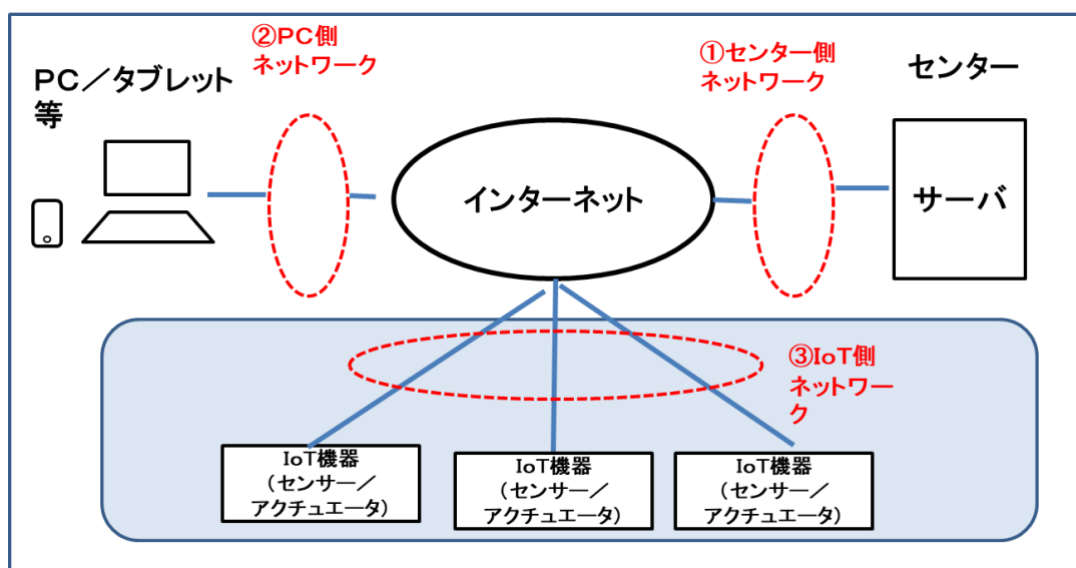 ②PC側
ネットワーク
①センター側
ネットワーク
センター
PC／タブレット
等
インターネット
サーバ
③IoT側
ネットワー
ク
IoT機器
（センサー／
アクチュエータ）
IoT機器
（センサー／
アクチュエータ）
IoT機器
（センサー／
アクチュエータ）